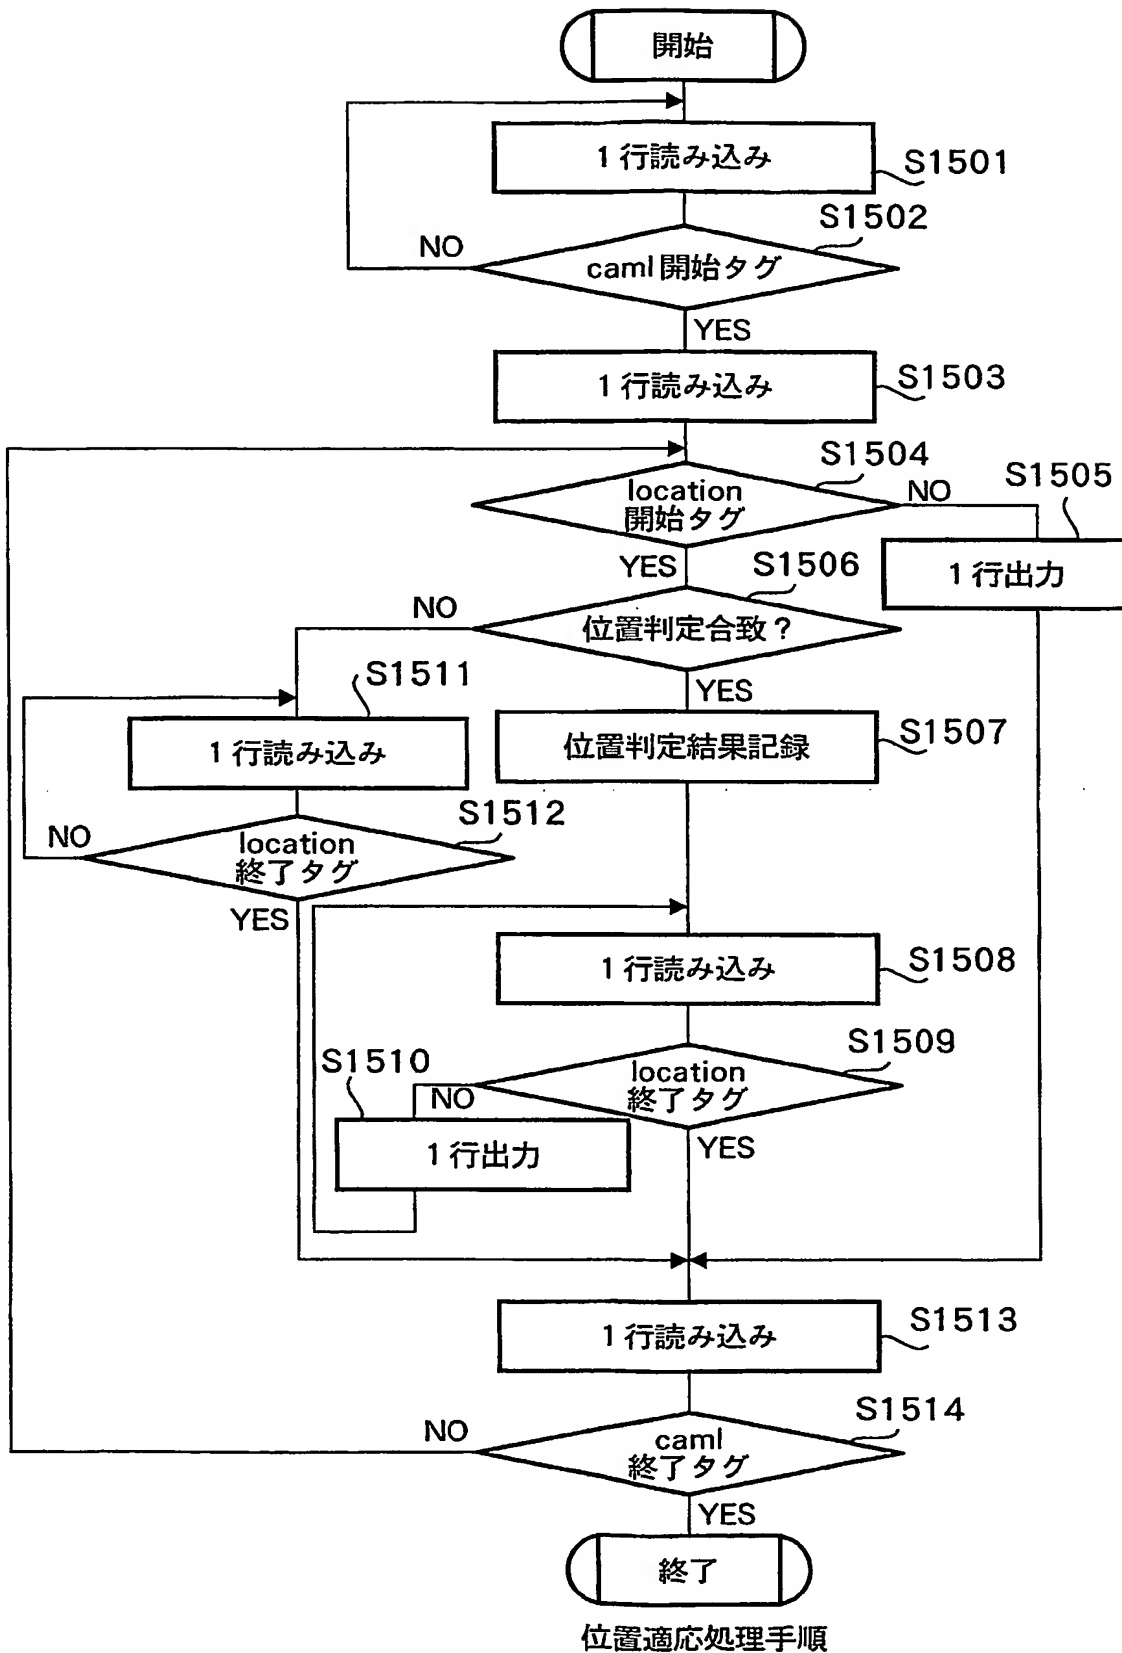 開始
1行読み込み
S1501
S1502
NO
caml開始タグ
YES
1行読み込み
S1503
S1504
S1505
location
開始タグ
NO
YES
S1506
1行出力
NO
位置判定合致?
S1511
YES
1行読み込み
位置判定結果記録
S1507
S1512
NO
location
終了タグ
YES
1行読み込み
S1508
S1509
S1510
location
終了タグ
NO
1行出力
YES
1行読み込み
S1513
S1514
NO
caml
終了タグ
YES
終了
位置適応処理手順